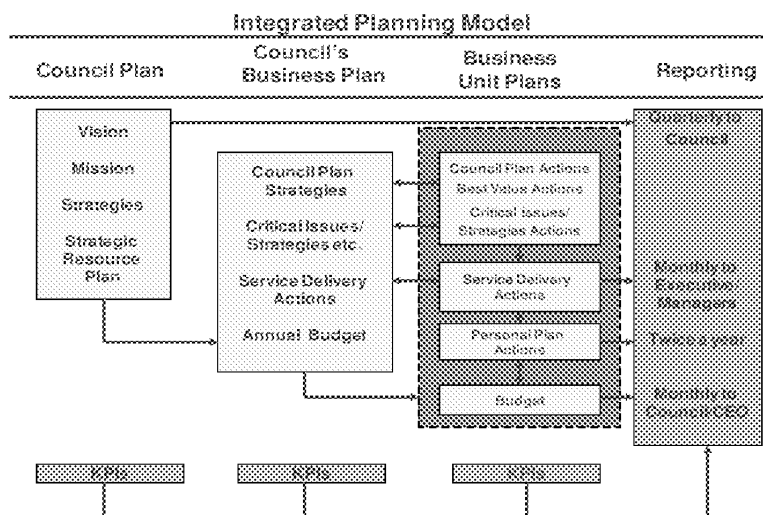 Integrated Planning Model
Council Plan
Council's
Business Plan
Business
Unit Plans
Reporting
Vision
Mission
Strategies
Strategic
Resource
Plan
Council Plan
Strategies
Critical Issues/
Strategies etc.
Service Delivery
Actions
Annual Budget
Council Plan Actions
Best Value Actions
Critical Issues/
Strategies Actions
Service Delivery
Actions
Personal Plan
Actions
Budget
Quarterly to
Council
Monthly to
Executive
Managers
Twice a year
Monthly to
Council CEO
KPIs
KPIs
KPIs